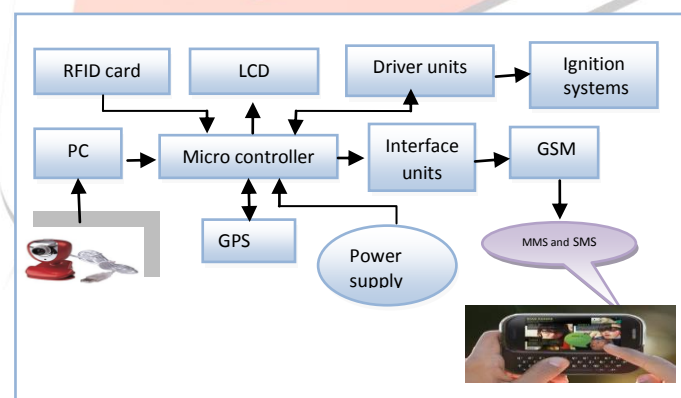 RFID card
LCD
Driver units
Ignition
systems
PC
Micro controller
Interface
units
GSM
GPS
Power
supply
MMS and SMS